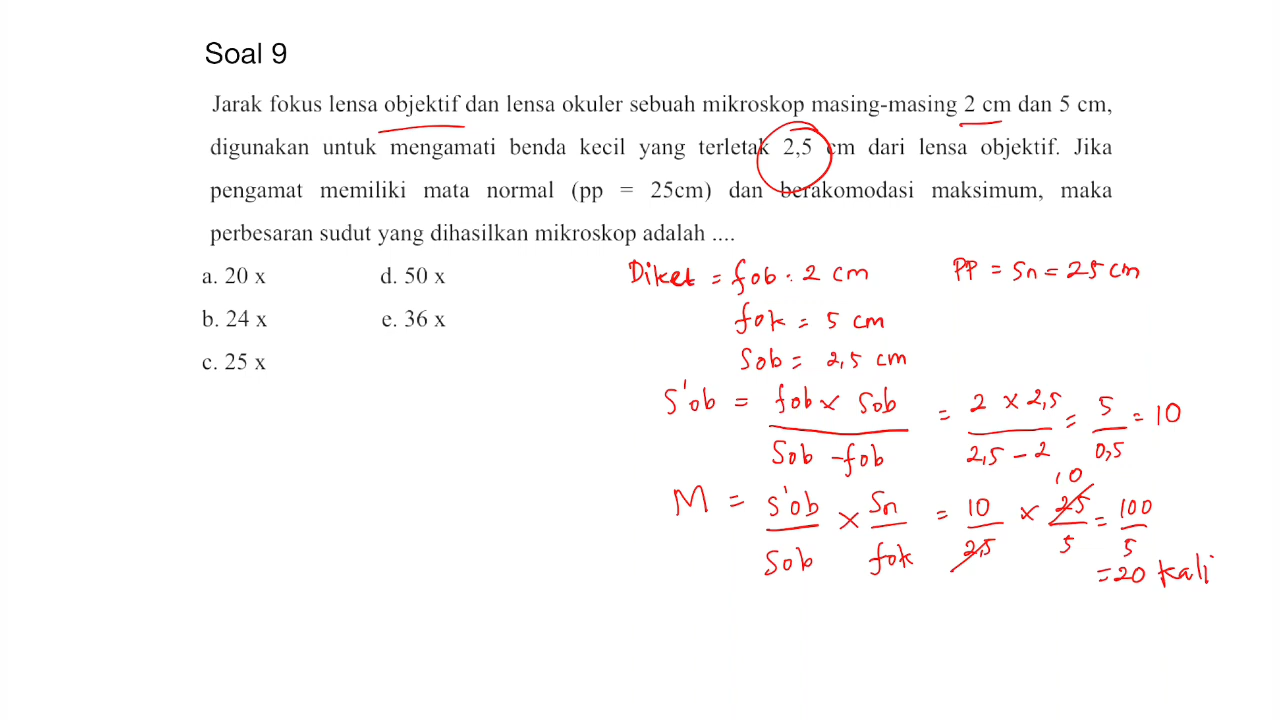 Soal 9
Jarak fokus lensa objektif dan lensa okuler sebuah mikroskop masing-masing 2 cm dan 5 cm,
digunakan untuk mengamati benda kecil yang terletak 2,5 cm dari lensa objektif. Jika
pengamat memiliki mata normal (pp = 25cm) dan berakomodasi maksimum, maka
perbesaran sudut yang dihasilkan mikroskop adalah ....
a. 20 x d. 50 x
b. 24 x e. 36 x
c. 25 x
Diket = fob . 2 cm PP = Sn = 25 cm
fok = 5 cm
Sob = 2,5 cm
S'ob = fob x Sob / Sob - fob = 2 x 2,5 / 2,5 - 2 = 5 / 0,5 = 10
M = S'ob / Sob x Sn / fok = 10 / 2,5 x 25 / 5 = 100 / 5
10
= 20 kali